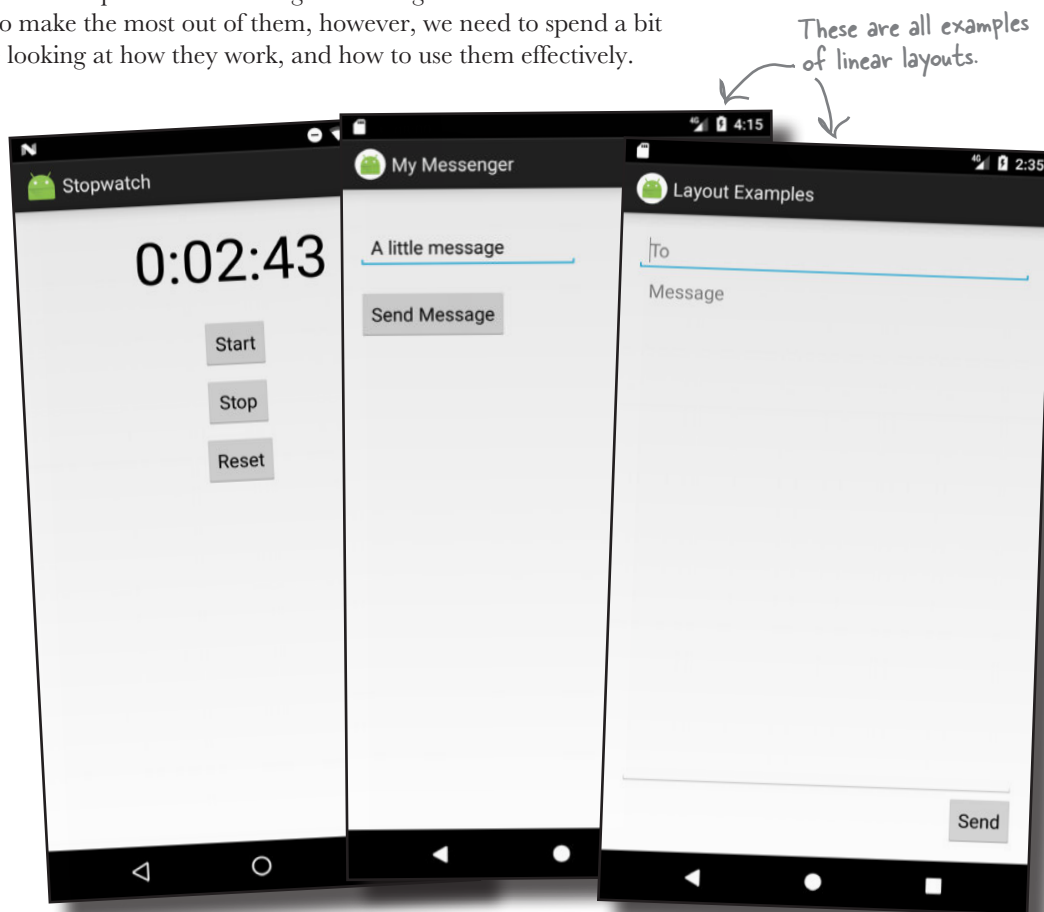 to make the most out of them, however, we need to spend a bit
looking at how they work, and how to use them effectively.
These are all examples
of linear layouts.
Stopwatch
0:02:43
Start
Stop
Reset
4G 4:15
My Messenger
A little message
Send Message
4G 2:35
Layout Examples
To
Message
Send